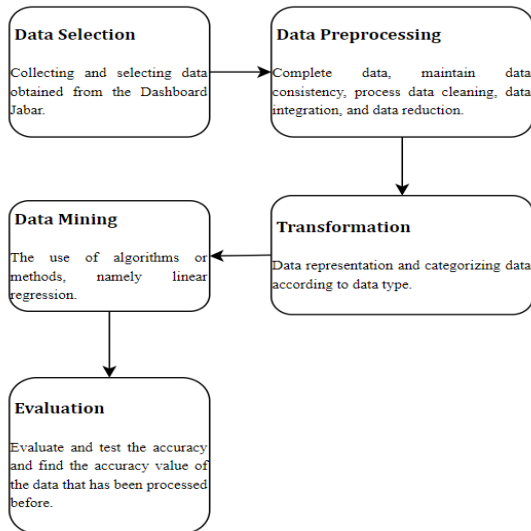 Data Selection
Collecting and selecting data
obtained from the Dashboard
Jabar.
Data Preprocessing
Complete data, maintain data
consistency, process data cleaning, data
integration, and data reduction.
Transformation
Data representation and categorizing data
according to data type.
Data Mining
The use of algorithms or
methods, namely linear
regression.
Evaluation
Evaluate and test the accuracy
and find the accuracy value of
the data that has been processed
before.